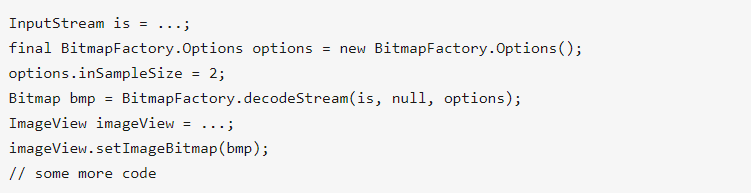 InputStream is = ...;
final BitmapFactory.Options options = new BitmapFactory.Options();
options.inSampleSize = 2;
Bitmap bmp = BitmapFactory.decodeStream(is, null, options);
ImageView imageView = ...;
imageView.setImageBitmap(bmp);
// some more code